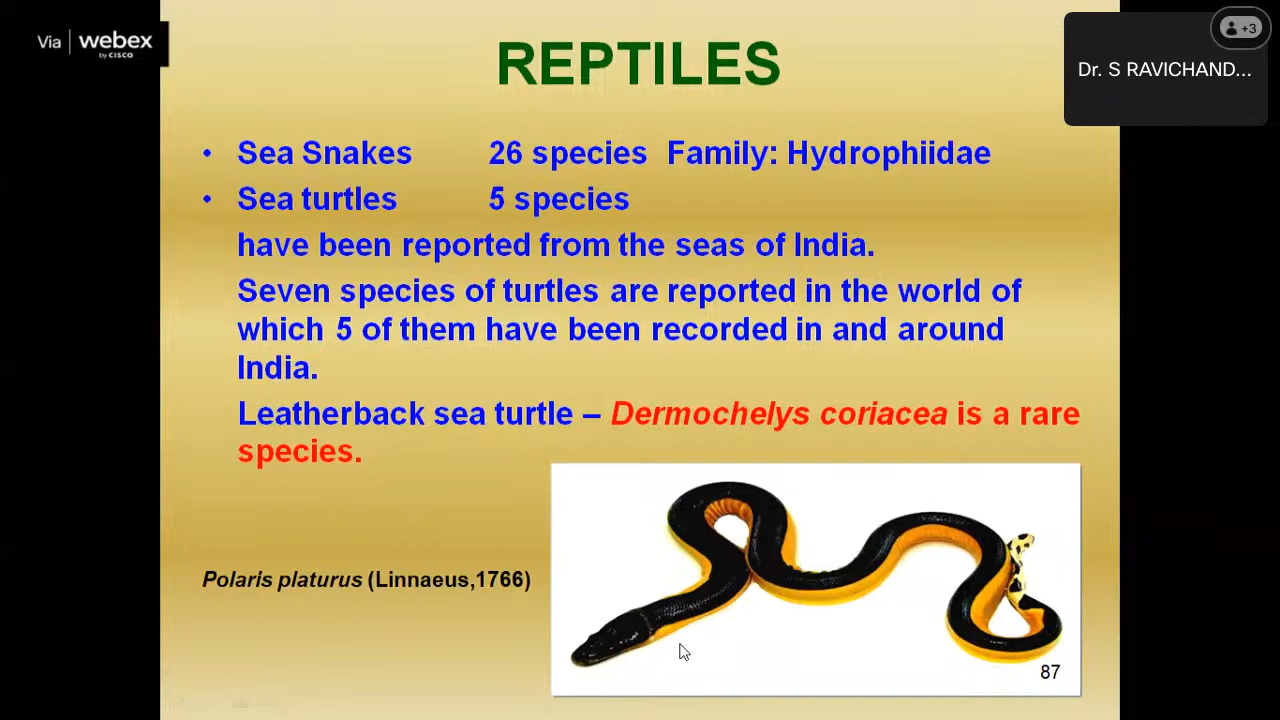 Via webex
by CISCO
+3
Dr. S RAVICHAND...
REPTILES
• Sea Snakes 26 species Family: Hydrophiidae
• Sea turtles 5 species
have been reported from the seas of India.
Seven species of turtles are reported in the world of
which 5 of them have been recorded in and around
India.
Leatherback sea turtle – Dermochelys coriacea is a rare
species.
Polaris platurus (Linnaeus,1766)
87